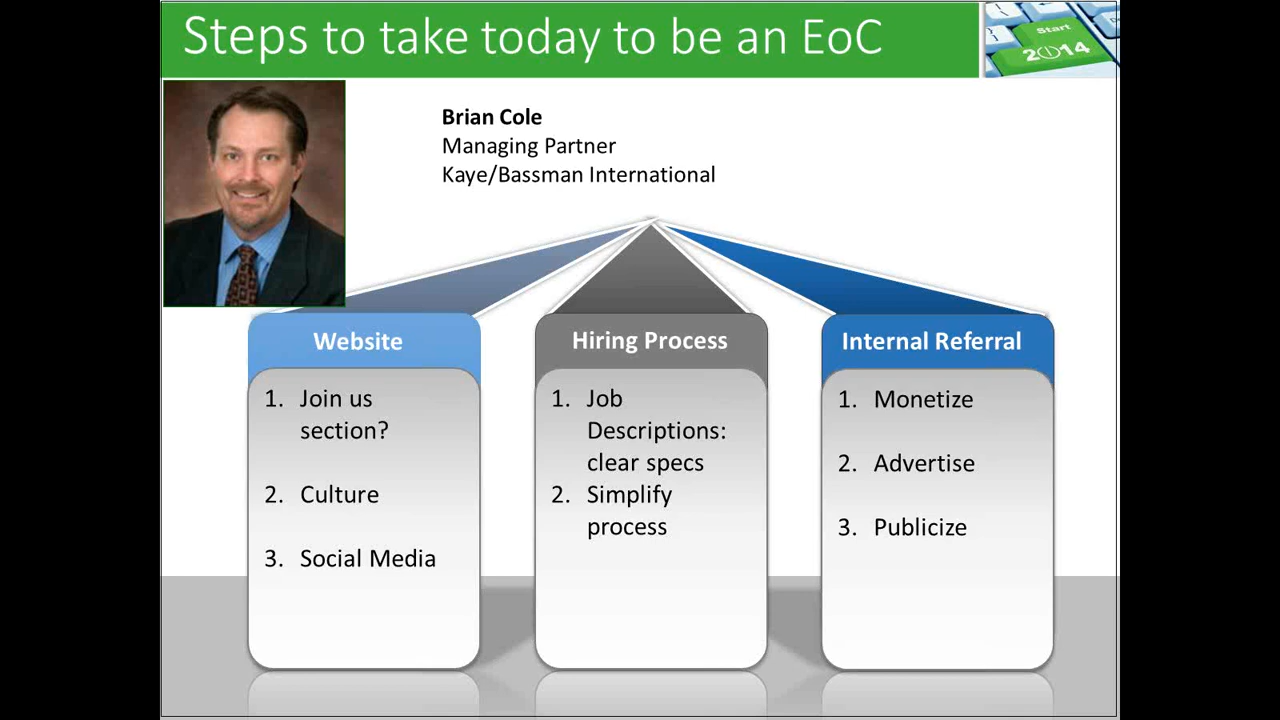 Steps to take today to be an EoC
Start
2014
Brian Cole
Managing Partner
Kaye/Bassman International
Website
1. Join us
section?
2. Culture
3. Social Media
Hiring Process
1. Job
Descriptions:
clear specs
2. Simplify
process
Internal Referral
1. Monetize
2. Advertise
3. Publicize